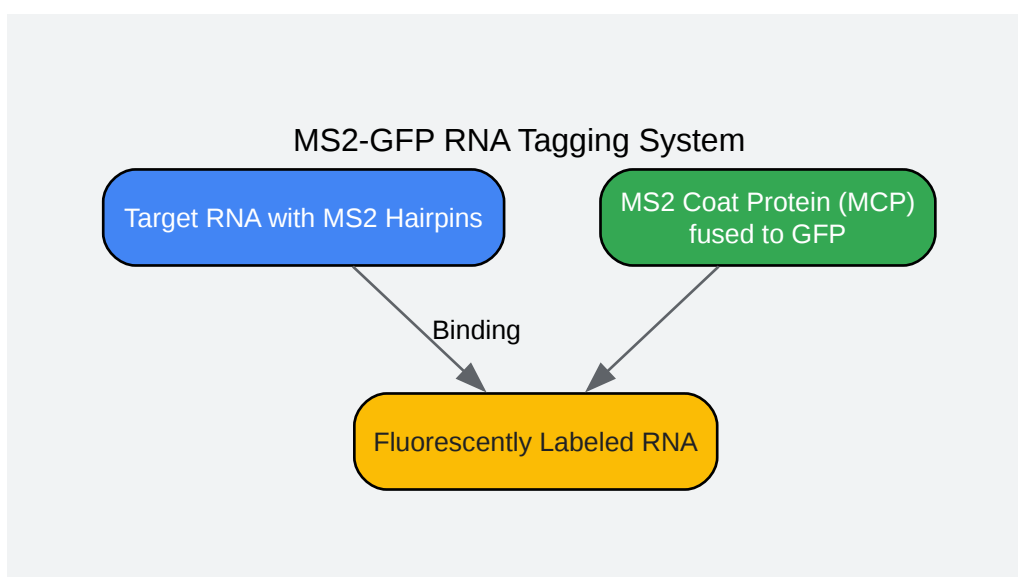 MS2-GFP RNA Tagging System
Target RNA with MS2 Hairpins
MS2 Coat Protein (MCP)
fused to GFP
Binding
Fluorescently Labeled RNA